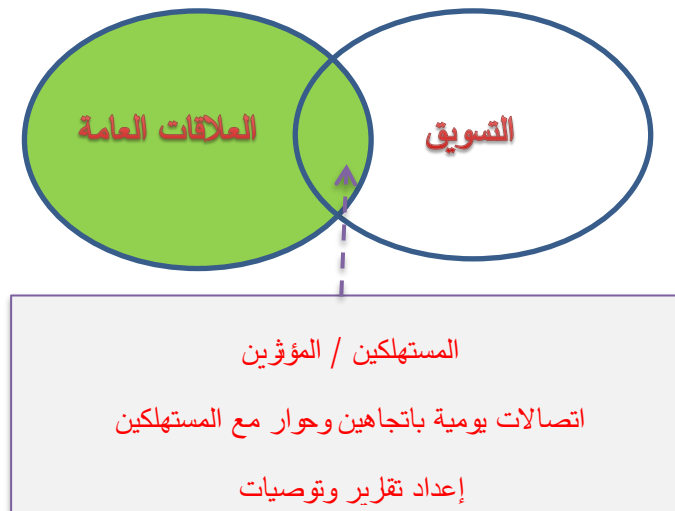 العلاقات العامة
التسويق
المستهلكين / المؤثرين
اتصالات يومية باتجاهين وحوار مع المستهلكين
إعداد تقارير وتوصيات